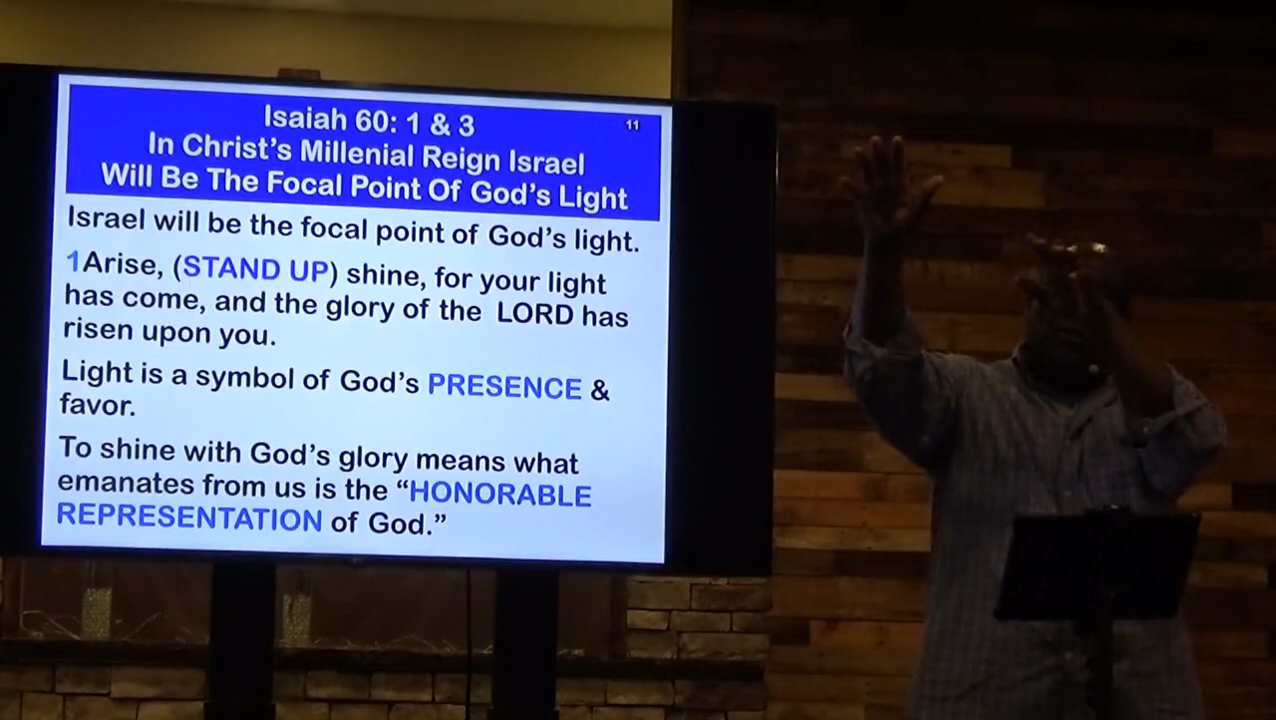 Isaiah 60: 1 & 3
11
In Christ's Millenial Reign Israel
Will Be The Focal Point Of God's Light
Israel will be the focal point of God's light.
1Arise, (STAND UP) shine, for your light
has come, and the glory of the LORD has
risen upon you.
Light is a symbol of God's PRESENCE &
favor.
To shine with God's glory means what
emanates from us is the “HONORABLE
REPRESENTATION of God.”